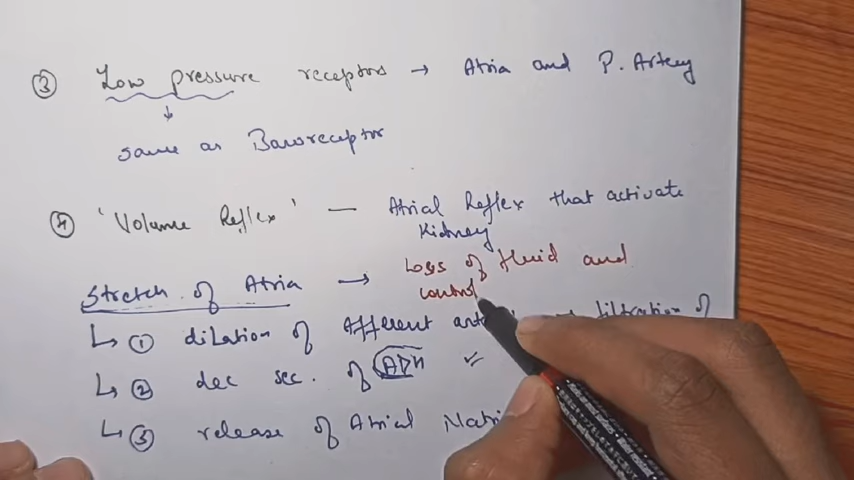 ③ Low pressure receptors → Atria and P. Artery
↓
same as Baroreceptor
④ 'Volume Reflex' — Atrial Reflex that activate
Kidney
Stretch of Atria → Loss of fluid and
control
↳ ① dilation of Afferent filtration of
↳ ② dec sec. of ADH ✓
↳ ③ release of Atrial